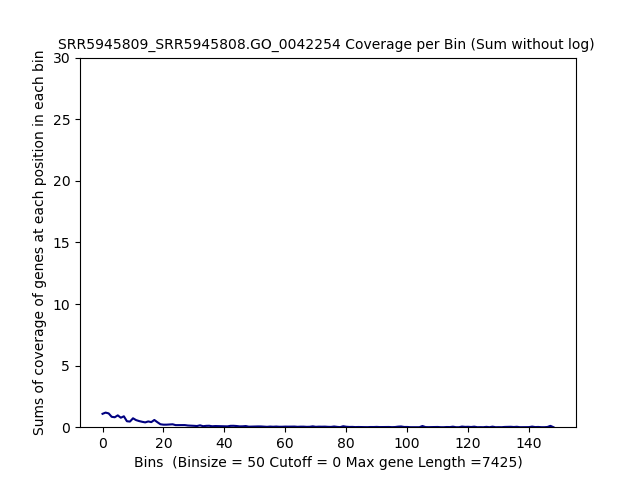 SRR5945809_SRR5945808.GO_0042254 Coverage per Bin (Sum without log)
Sums of coverage of genes at each position in each bin
30
25
20
15
10
5
0
0 20 40 60 80 100 120 140
Bins  (Binsize = 50 Cutoff = 0 Max gene Length =7425)